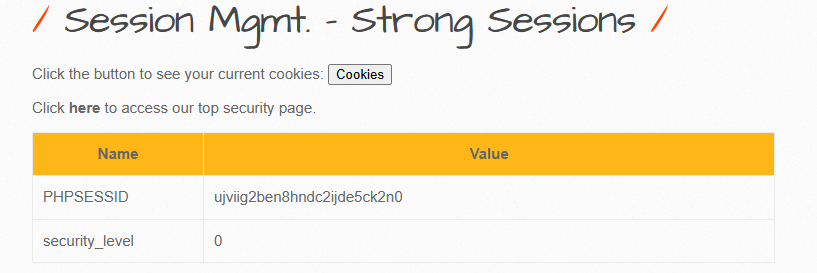 / Session Mgmt. - Strong Sessions /
Click the button to see your current cookies: Cookies
Click here to access our top security page.
Name Value
PHPSESSID ujviig2ben8hndc2ijde5ck2n0
security_level 0